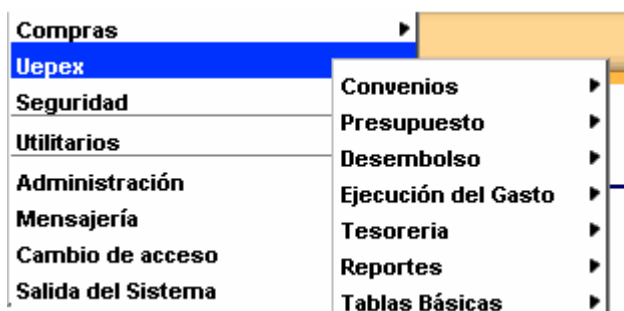 Compras
Uepex
Seguridad
Utilitarios
Administración
Mensajería
Cambio de acceso
Salida del Sistema
Convenios
Presupuesto
Desembolso
Ejecución del Gasto
Tesoreria
Reportes
Tablas Básicas